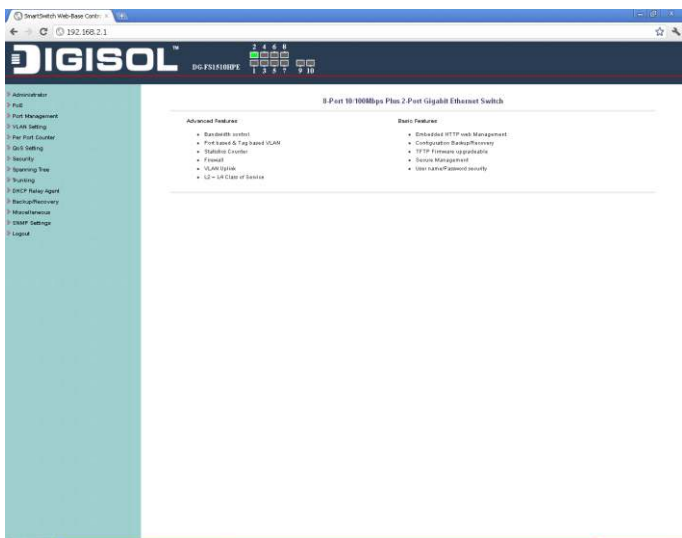 SmartSwitch Web-Base Contro
192.168.2.1
DIGISOL™
DG-FS1510HPE
2 4 6 8
1 3 5 7 9 10
Administrator
PoE
Port Management
VLAN Setting
Per Port Counter
QoS Setting
Security
Spanning Tree
Trunking
DHCP Relay Agent
Backup/Recovery
Miscellaneous
SNMP Settings
Logout
8-Port 10/100Mbps Plus 2-Port Gigabit Ethernet Switch
Advanced Features
Bandwidth control
Port based & Tag based VLAN
Statistics Counter
Firewall
VLAN Uplink
L2 ~ L4 Class of Service
Basic Features
Embedded HTTP web Management
Configuration Backup/Recovery
TFTP Firmware upgradeable
Secure Management
User name/Password security